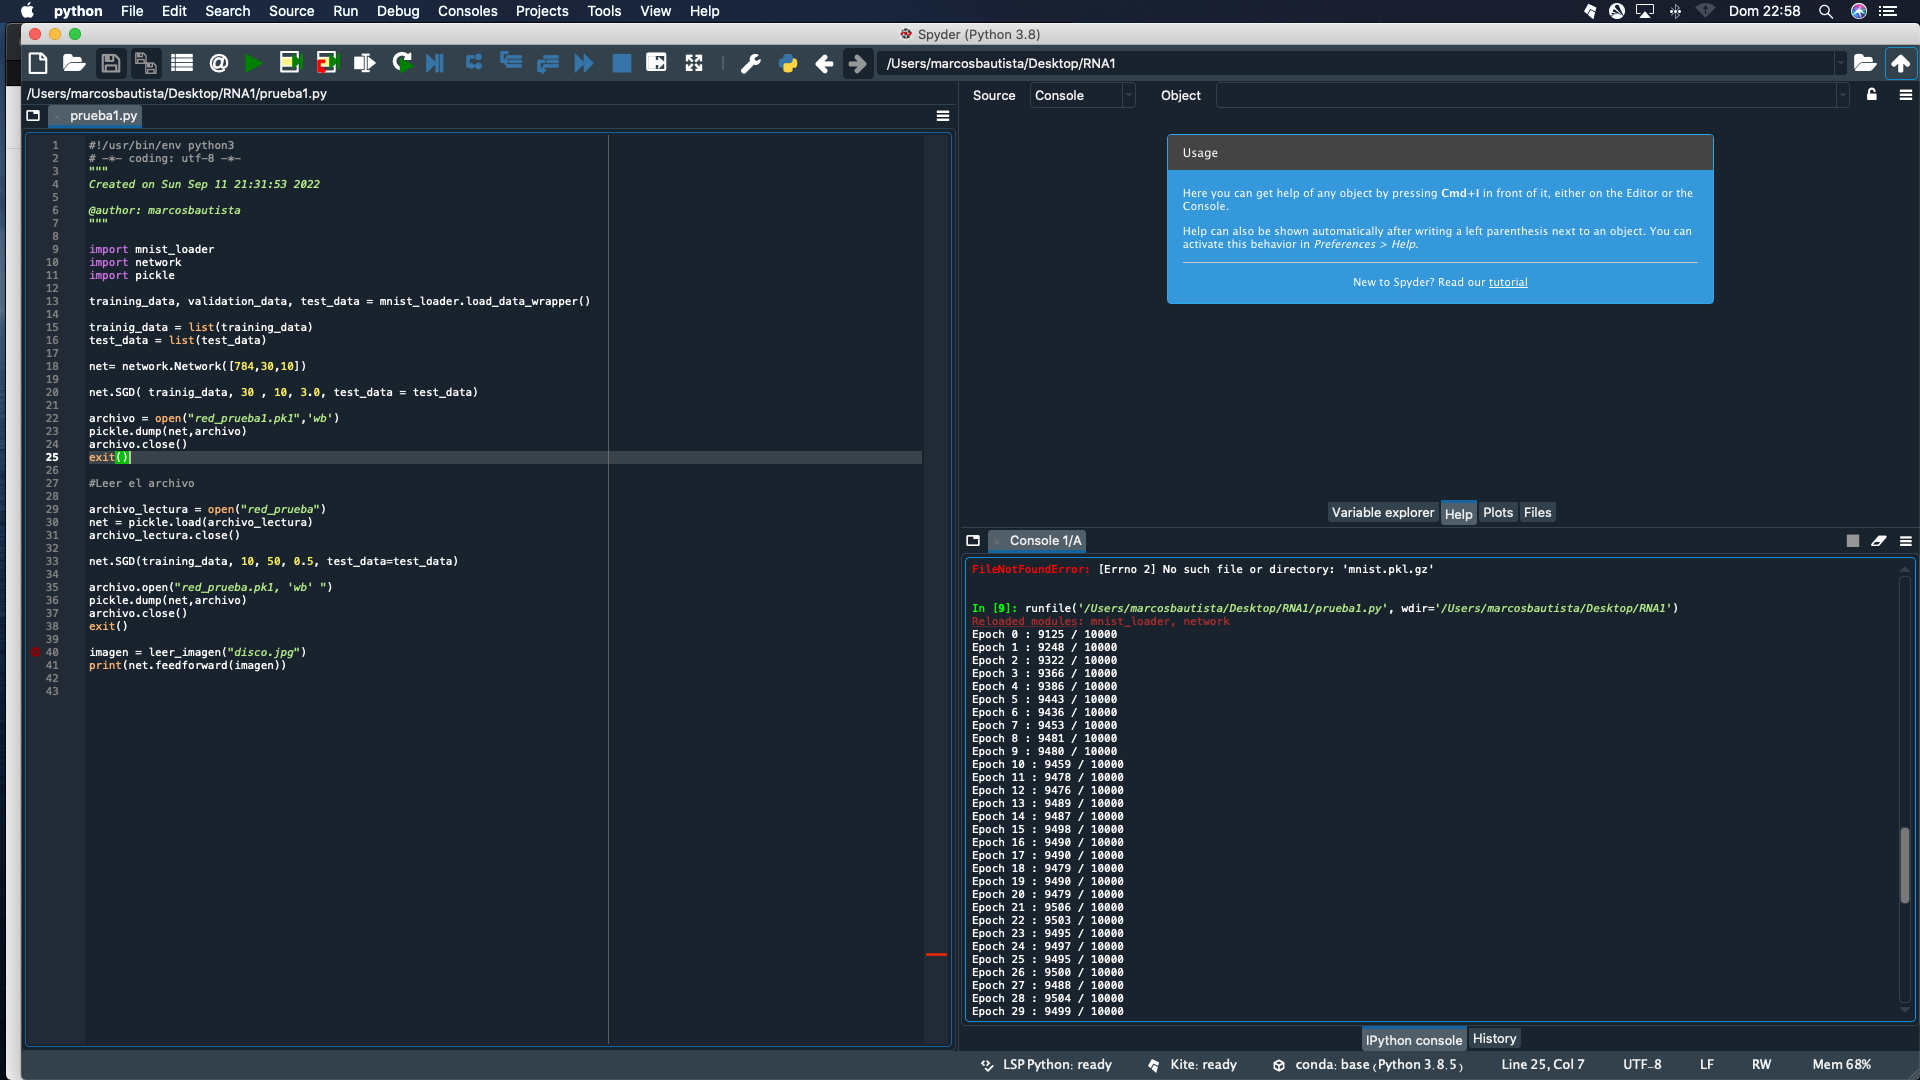 python File Edit Search Source Run Debug Consoles Projects Tools View Help Dom 22:58
Spyder (Python 3.8)
/Users/marcosbautista/Desktop/RNA1
/Users/marcosbautista/Desktop/RNA1/prueba1.py
prueba1.py
1 #!/usr/bin/env python3
2 # -*- coding: utf-8 -*-
3 """
4 Created on Sun Sep 11 21:31:53 2022
5
6 @author: marcosbautista
7 """
8
9 import mnist_loader
10 import network
11 import pickle
12
13 training_data, validation_data, test_data = mnist_loader.load_data_wrapper()
14
15 trainig_data = list(training_data)
16 test_data = list(test_data)
17
18 net= network.Network([784,30,10])
19
20 net.SGD( trainig_data, 30 , 10, 3.0, test_data = test_data)
21
22 archivo = open("red_prueba1.pk1",'wb')
23 pickle.dump(net,archivo)
24 archivo.close()
25 exit()
26
27 #Leer el archivo
28
29 archivo_lectura = open("red_prueba")
30 net = pickle.load(archivo_lectura)
31 archivo_lectura.close()
32
33 net.SGD(training_data, 10, 50, 0.5, test_data=test_data)
34
35 archivo.open("red_prueba.pk1, 'wb' ")
36 pickle.dump(net,archivo)
37 archivo.close()
38 exit()
39
40 imagen = leer_imagen("disco.jpg")
41 print(net.feedforward(imagen))
42
43
Source Console Object
Usage
Here you can get help of any object by pressing Cmd+I in front of it, either on the Editor or the
Console.
Help can also be shown automatically after writing a left parenthesis next to an object. You can
activate this behavior in Preferences > Help.
New to Spyder? Read our tutorial
Variable explorer Help Plots Files
Console 1/A
FileNotFoundError: [Errno 2] No such file or directory: 'mnist.pkl.gz'
In [9]: runfile('/Users/marcosbautista/Desktop/RNA1/prueba1.py', wdir='/Users/marcosbautista/Desktop/RNA1')
Reloaded modules: mnist_loader, network
Epoch 0 : 9125 / 10000
Epoch 1 : 9248 / 10000
Epoch 2 : 9322 / 10000
Epoch 3 : 9366 / 10000
Epoch 4 : 9386 / 10000
Epoch 5 : 9443 / 10000
Epoch 6 : 9436 / 10000
Epoch 7 : 9453 / 10000
Epoch 8 : 9481 / 10000
Epoch 9 : 9480 / 10000
Epoch 10 : 9459 / 10000
Epoch 11 : 9478 / 10000
Epoch 12 : 9476 / 10000
Epoch 13 : 9489 / 10000
Epoch 14 : 9487 / 10000
Epoch 15 : 9498 / 10000
Epoch 16 : 9490 / 10000
Epoch 17 : 9490 / 10000
Epoch 18 : 9479 / 10000
Epoch 19 : 9490 / 10000
Epoch 20 : 9479 / 10000
Epoch 21 : 9506 / 10000
Epoch 22 : 9503 / 10000
Epoch 23 : 9495 / 10000
Epoch 24 : 9497 / 10000
Epoch 25 : 9495 / 10000
Epoch 26 : 9500 / 10000
Epoch 27 : 9488 / 10000
Epoch 28 : 9504 / 10000
Epoch 29 : 9499 / 10000
IPython console History
LSP Python: ready Kite: ready conda: base (Python 3.8.5) Line 25, Col 7 UTF-8 LF RW Mem 68%